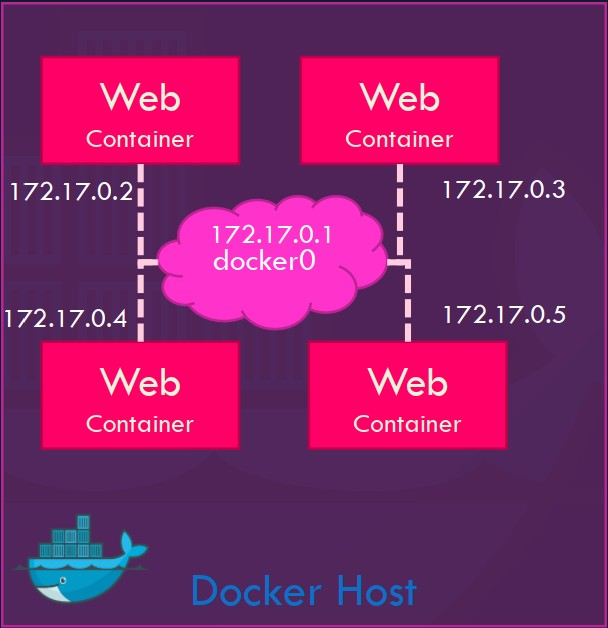 Web
Container
Web
Container
172.17.0.2
172.17.0.3
172.17.0.1
docker0
172.17.0.4
172.17.0.5
Web
Container
Web
Container
Docker Host